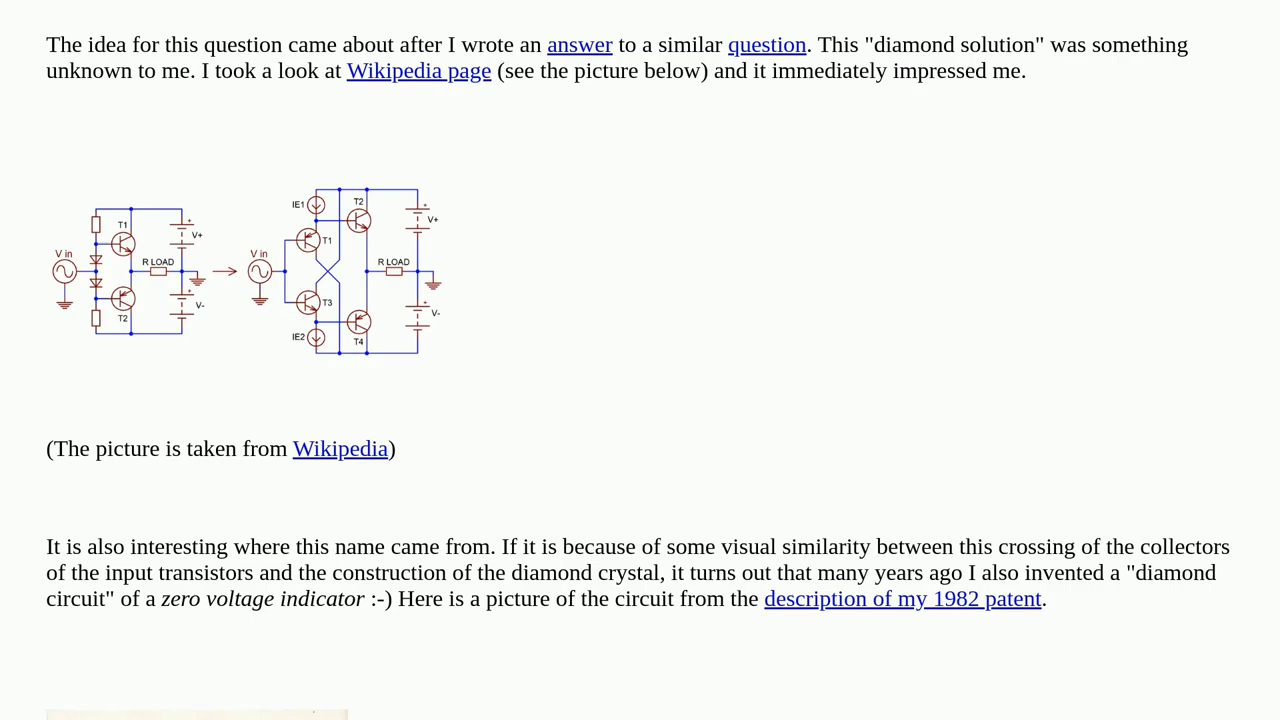 The idea for this question came about after I wrote an answer to a similar question. This "diamond solution" was something
unknown to me. I took a look at Wikipedia page (see the picture below) and it immediately impressed me.
T1
V in
R LOAD
V+
+
T2
V-
+
IE1
T2
T1
V in
R LOAD
V+
+
T3
IE2
T4
V-
+
(The picture is taken from Wikipedia)
It is also interesting where this name came from. If it is because of some visual similarity between this crossing of the collectors
of the input transistors and the construction of the diamond crystal, it turns out that many years ago I also invented a "diamond
circuit" of a zero voltage indicator :-) Here is a picture of the circuit from the description of my 1982 patent.